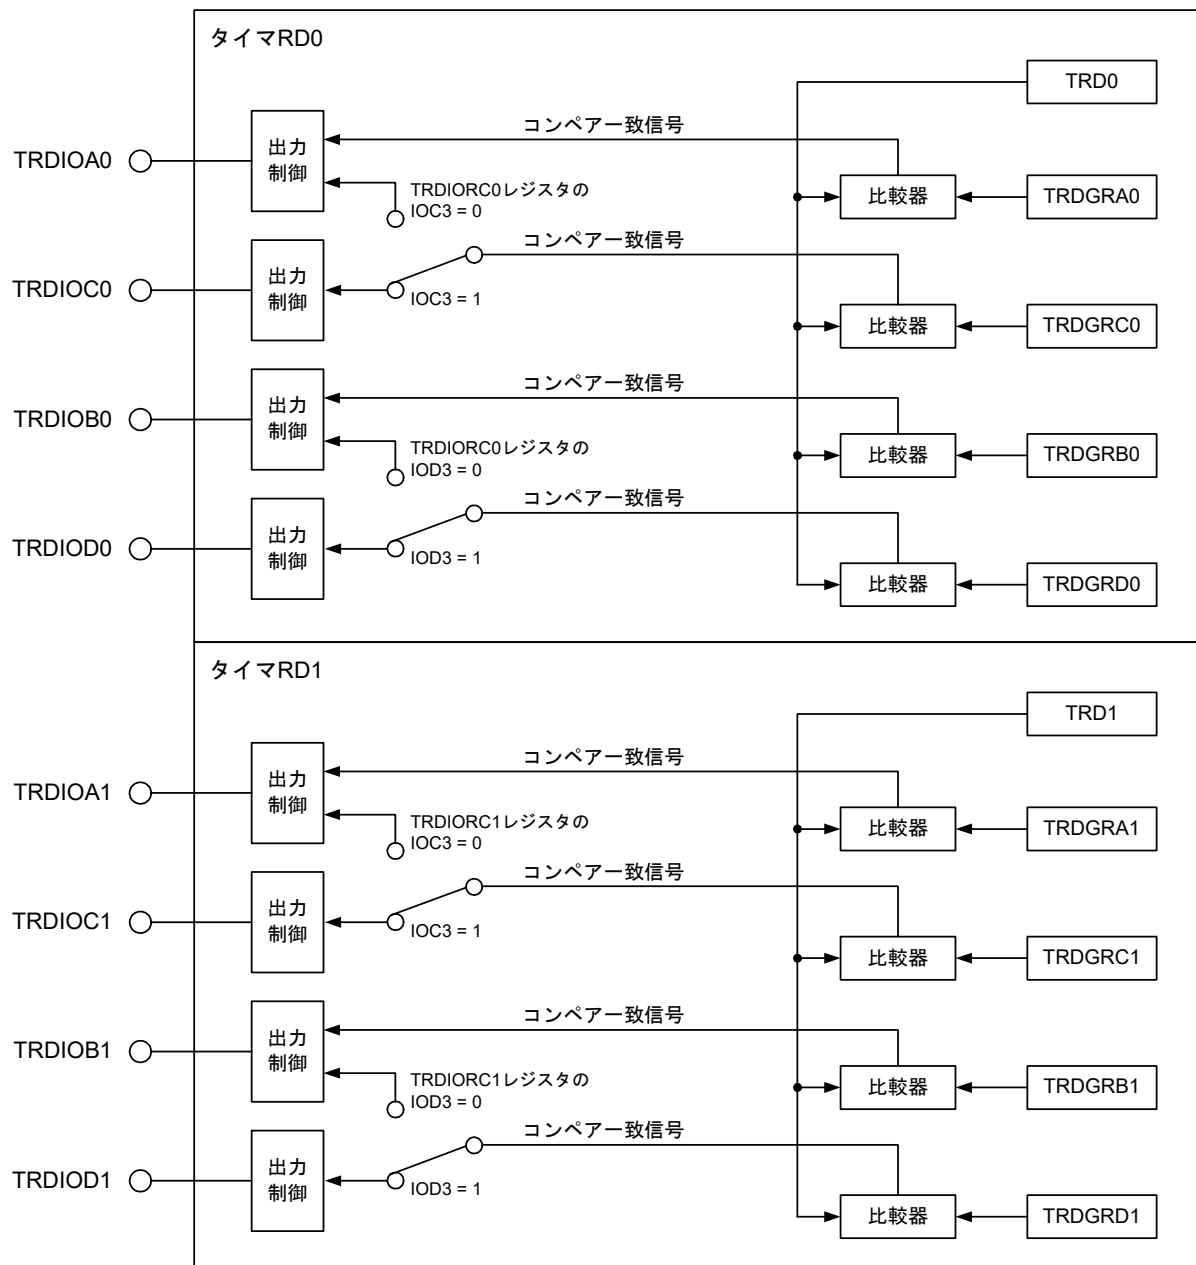 タイマRD0
TRD0
コンペア一致信号
出力
制御
TRDIOA0
TRDIORC0レジスタの
IOC3 = 0
比較器
TRDGRA0
コンペア一致信号
出力
制御
TRDIOC0
IOC3 = 1
比較器
TRDGRC0
コンペア一致信号
出力
制御
TRDIOB0
TRDIORC0レジスタの
IOD3 = 0
比較器
TRDGRB0
コンペア一致信号
出力
制御
TRDIOD0
IOD3 = 1
比較器
TRDGRD0
タイマRD1
TRD1
コンペア一致信号
出力
制御
TRDIOA1
TRDIORC1レジスタの
IOC3 = 0
比較器
TRDGRA1
コンペア一致信号
出力
制御
TRDIOC1
IOC3 = 1
比較器
TRDGRC1
コンペア一致信号
出力
制御
TRDIOB1
TRDIORC1レジスタの
IOD3 = 0
比較器
TRDGRB1
コンペア一致信号
出力
制御
TRDIOD1
IOD3 = 1
比較器
TRDGRD1